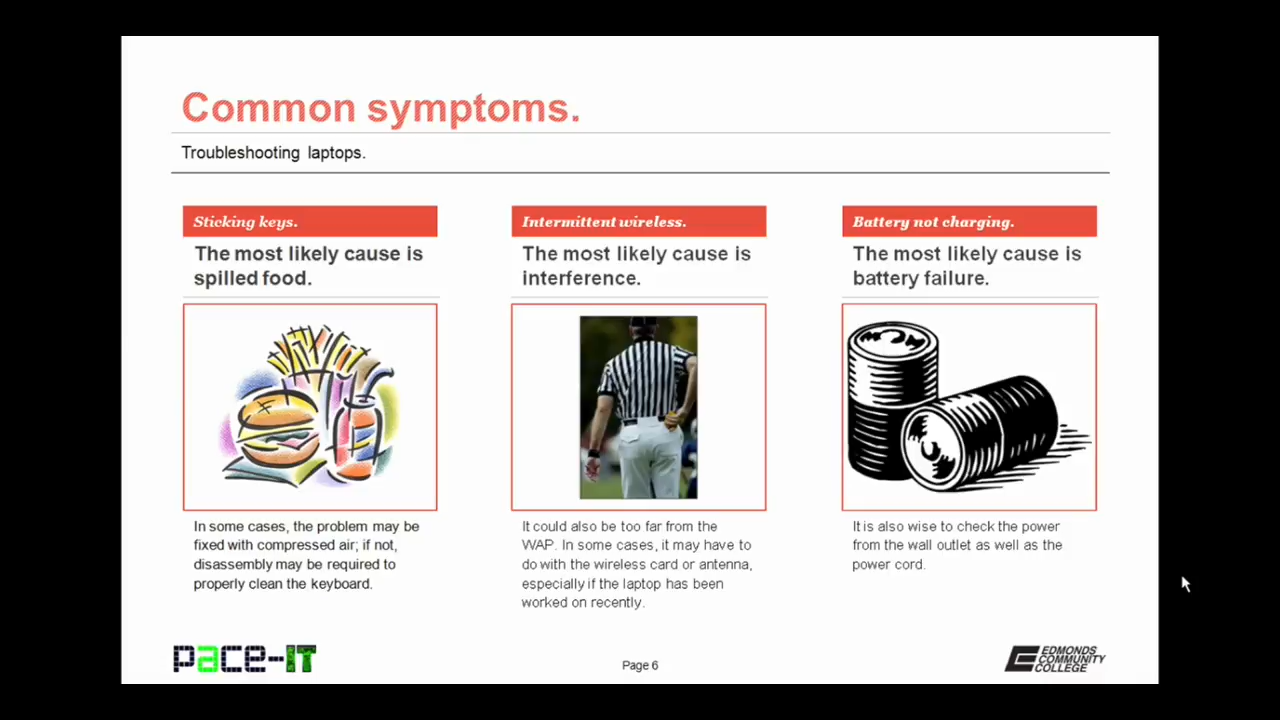 Common symptoms.
Troubleshooting laptops.
Sticking keys.
The most likely cause is
spilled food.
In some cases, the problem may be
fixed with compressed air; if not,
disassembly may be required to
properly clean the keyboard.
Intermittent wireless.
The most likely cause is
interference.
It could also be too far from the
WAP. In some cases, it may have to
do with the wireless card or antenna,
especially if the laptop has been
worked on recently.
Battery not charging.
The most likely cause is
battery failure.
It is also wise to check the power
from the wall outlet as well as the
power cord.
pace-IT
Page 6
EDMONDS
COMMUNITY
COLLEGE